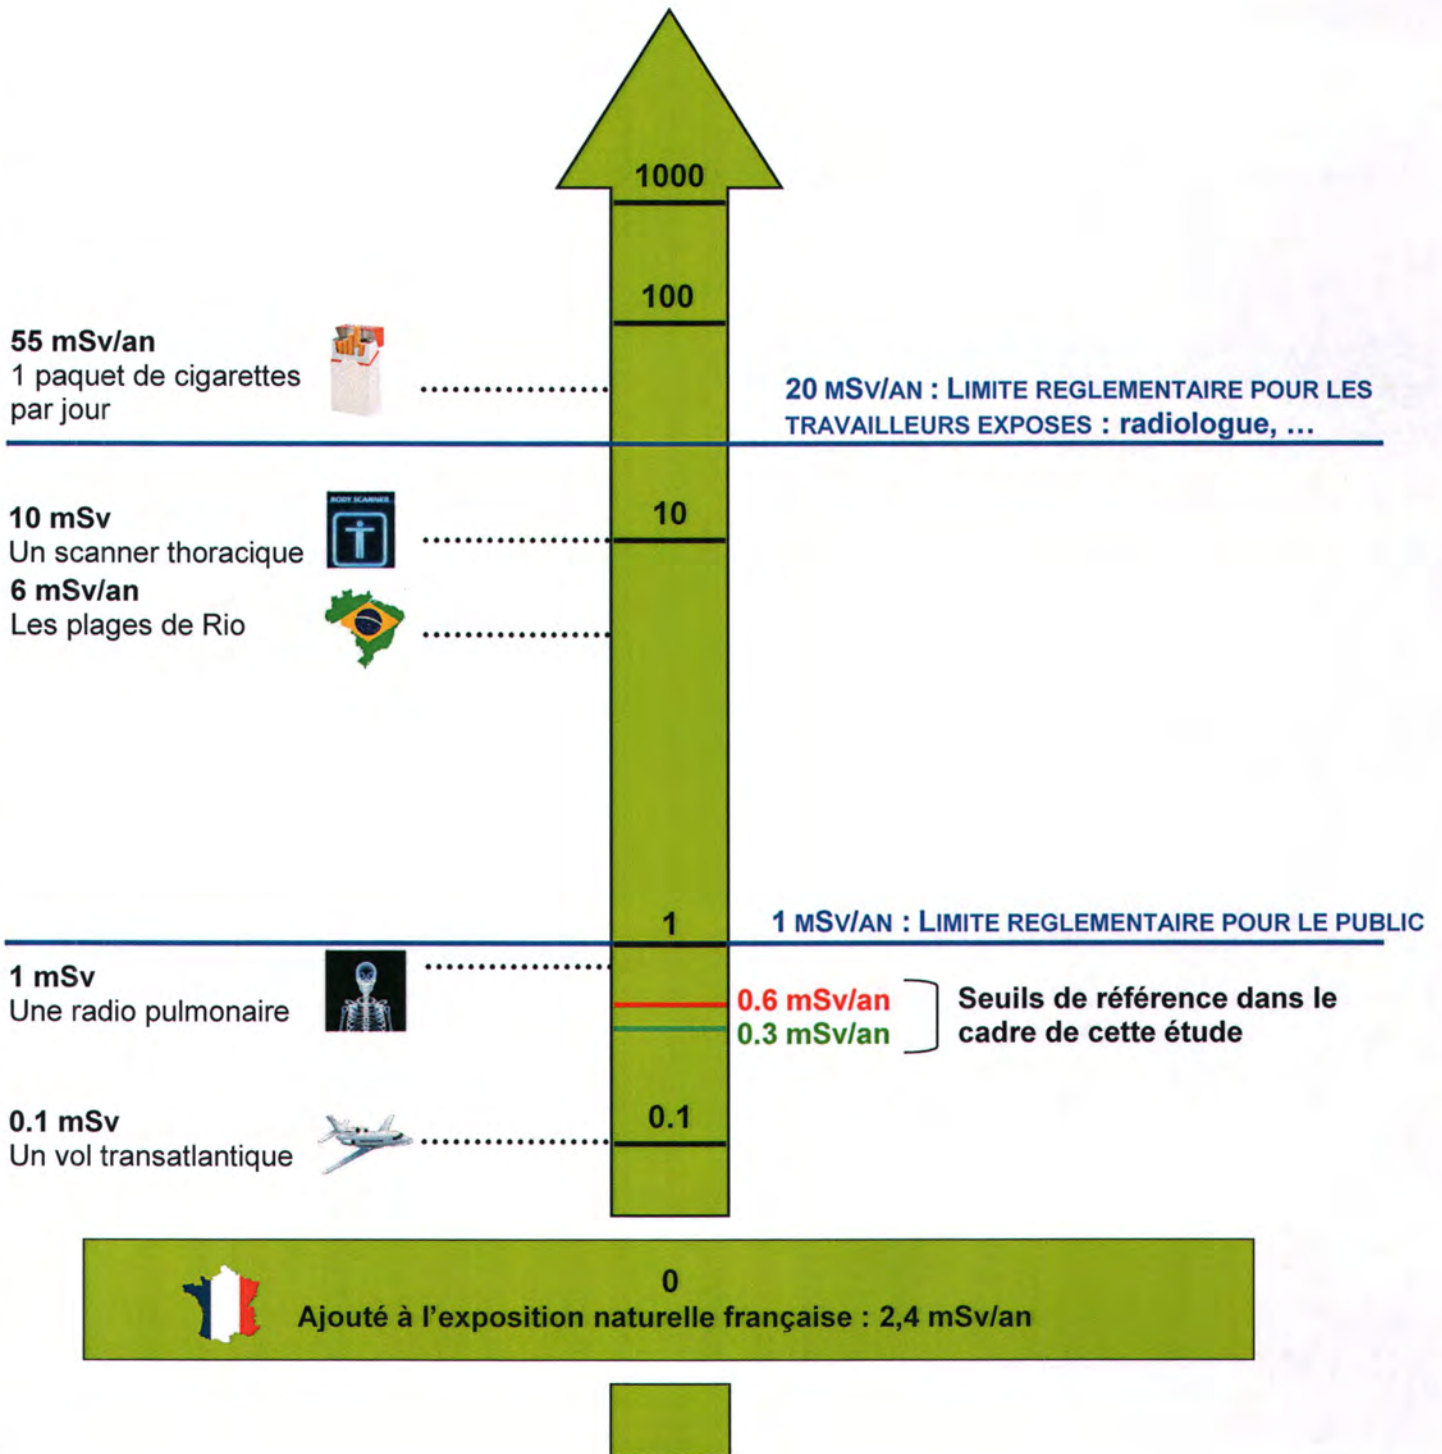 1000
100
55 mSv/an
1 paquet de cigarettes
par jour
20 MSV/AN : LIMITE REGLEMENTAIRE POUR LES
TRAVAILLEURS EXPOSES : radiologue, ...
BODY SCANNER
10 mSv
Un scanner thoracique
10
6 mSv/an
Les plages de Rio
1
1 MSV/AN : LIMITE REGLEMENTAIRE POUR LE PUBLIC
1 mSv
Une radio pulmonaire
0.6 mSv/an
0.3 mSv/an
Seuils de référence dans le
cadre de cette étude
0.1 mSv
Un vol transatlantique
0.1
0
Ajouté à l'exposition naturelle française : 2,4 mSv/an